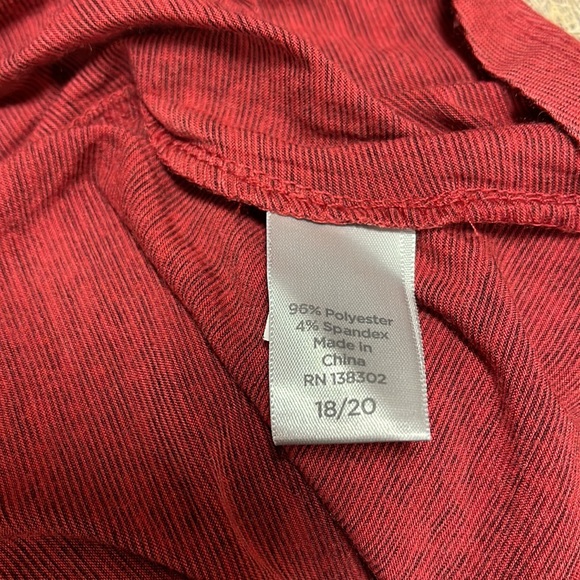 96% Polyester
4% Spandex
Made in
China
RN 138302
18/20